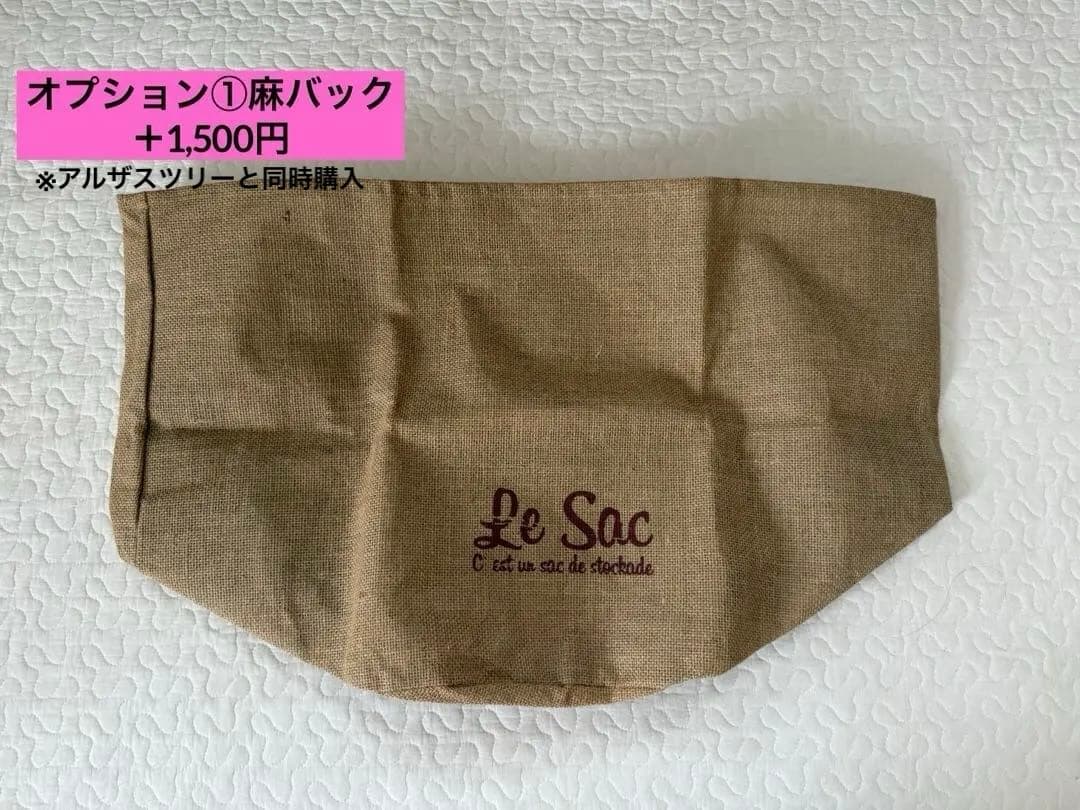 オプション①麻バック
＋1,500円
※アルザスツリーと同時購入
Le Sac
C est un sac de stockade